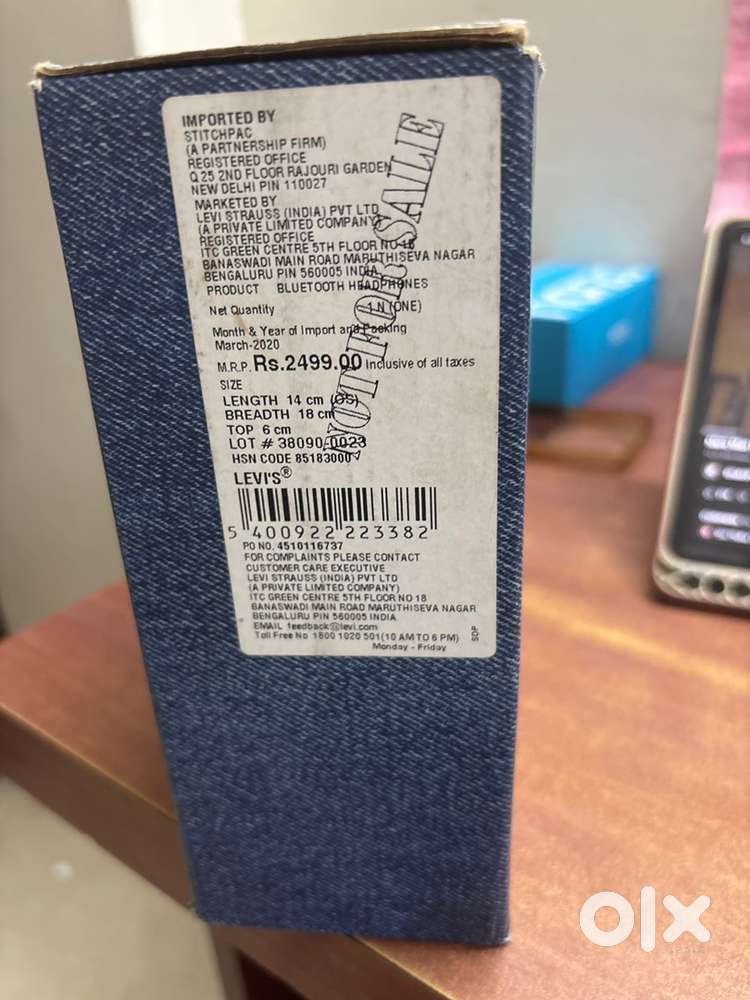 IMPORTED BY
STITCHPAC
(A PARTNERSHIP FIRM)
REGISTERED OFFICE
Q 25 2ND FLOOR RAJOURI GARDEN
NEW DELHI PIN 110027
MARKETED BY
LEVI STRAUSS (INDIA) PVT LTD
(A PRIVATE LIMITED COMPANY)
REGISTERED OFFICE
ITC GREEN CENTRE 5TH FLOOR NO 18
BANASWADI MAIN ROAD MARUTHISEVA NAGAR
BENGALURU PIN 560005 INDIA
PRODUCT BLUETOOTH HEADPHONES
Net Quantity 1 N (ONE)
Month & Year of Import and Packing
March-2020
M.R.P. Rs.2499.00 Inclusive of all taxes
SIZE
LENGTH 14 cm (OS)
BREADTH 18 cm
TOP 6 cm
LOT # 38090-0023
HSN CODE 85183000
LEVI'S®
5 400922 223382
PO NO. 4510116737
FOR COMPLAINTS PLEASE CONTACT
CUSTOMER CARE EXECUTIVE
LEVI STRAUSS (INDIA) PVT LTD
(A PRIVATE LIMITED COMPANY)
ITC GREEN CENTRE 5TH FLOOR NO 18
BANASWADI MAIN ROAD MARUTHISEVA NAGAR
BENGALURU PIN 560005 INDIA
EMAIL feedback@levi.com
Toll Free No 1800 1020 501(10 AM TO 6 PM)
Monday - Friday
SDP
NOT FOR SALE
olx